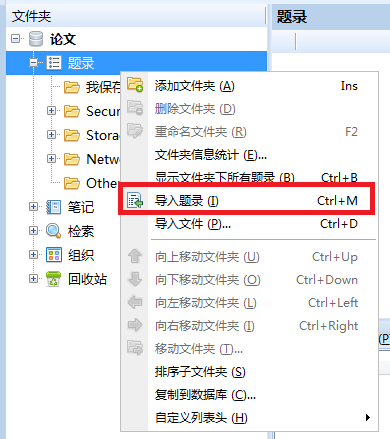 文件夹
题录
论文
题录
我保存
Secu
Stora
Netw
Othe
笔记
检索
组织
回收站
添加文件夹 (A) Ins
删除文件夹 (D)
重命名文件夹 (R) F2
文件夹信息统计 (E)...
显示文件夹下所有题录 (B) Ctrl+B
导入题录 (I) Ctrl+M
导入文件 (P)... Ctrl+D
向上移动文件夹 (U) Ctrl+Up
向下移动文件夹 (O) Ctrl+Down
向左移动文件夹 (L) Ctrl+Left
向右移动文件夹 (I) Ctrl+Right
移动文件夹 (T)...
排序子文件夹 (S)
复制到数据库 (C)...
自定义列表头 (H)
(P)